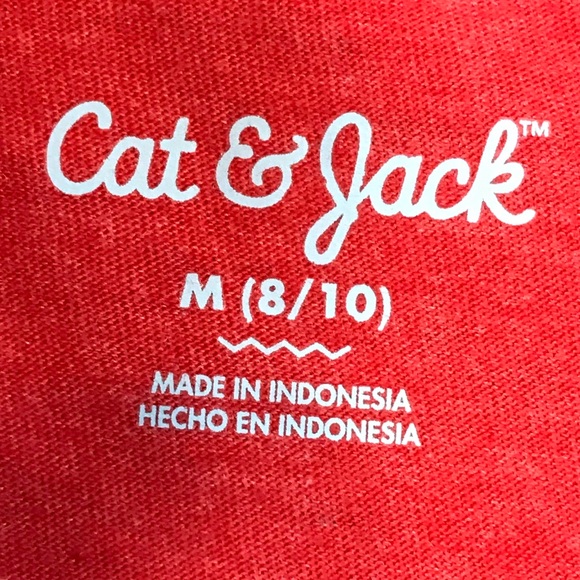 Cat & Jack™
M (8/10)
MADE IN INDONESIA
HECHO EN INDONESIA